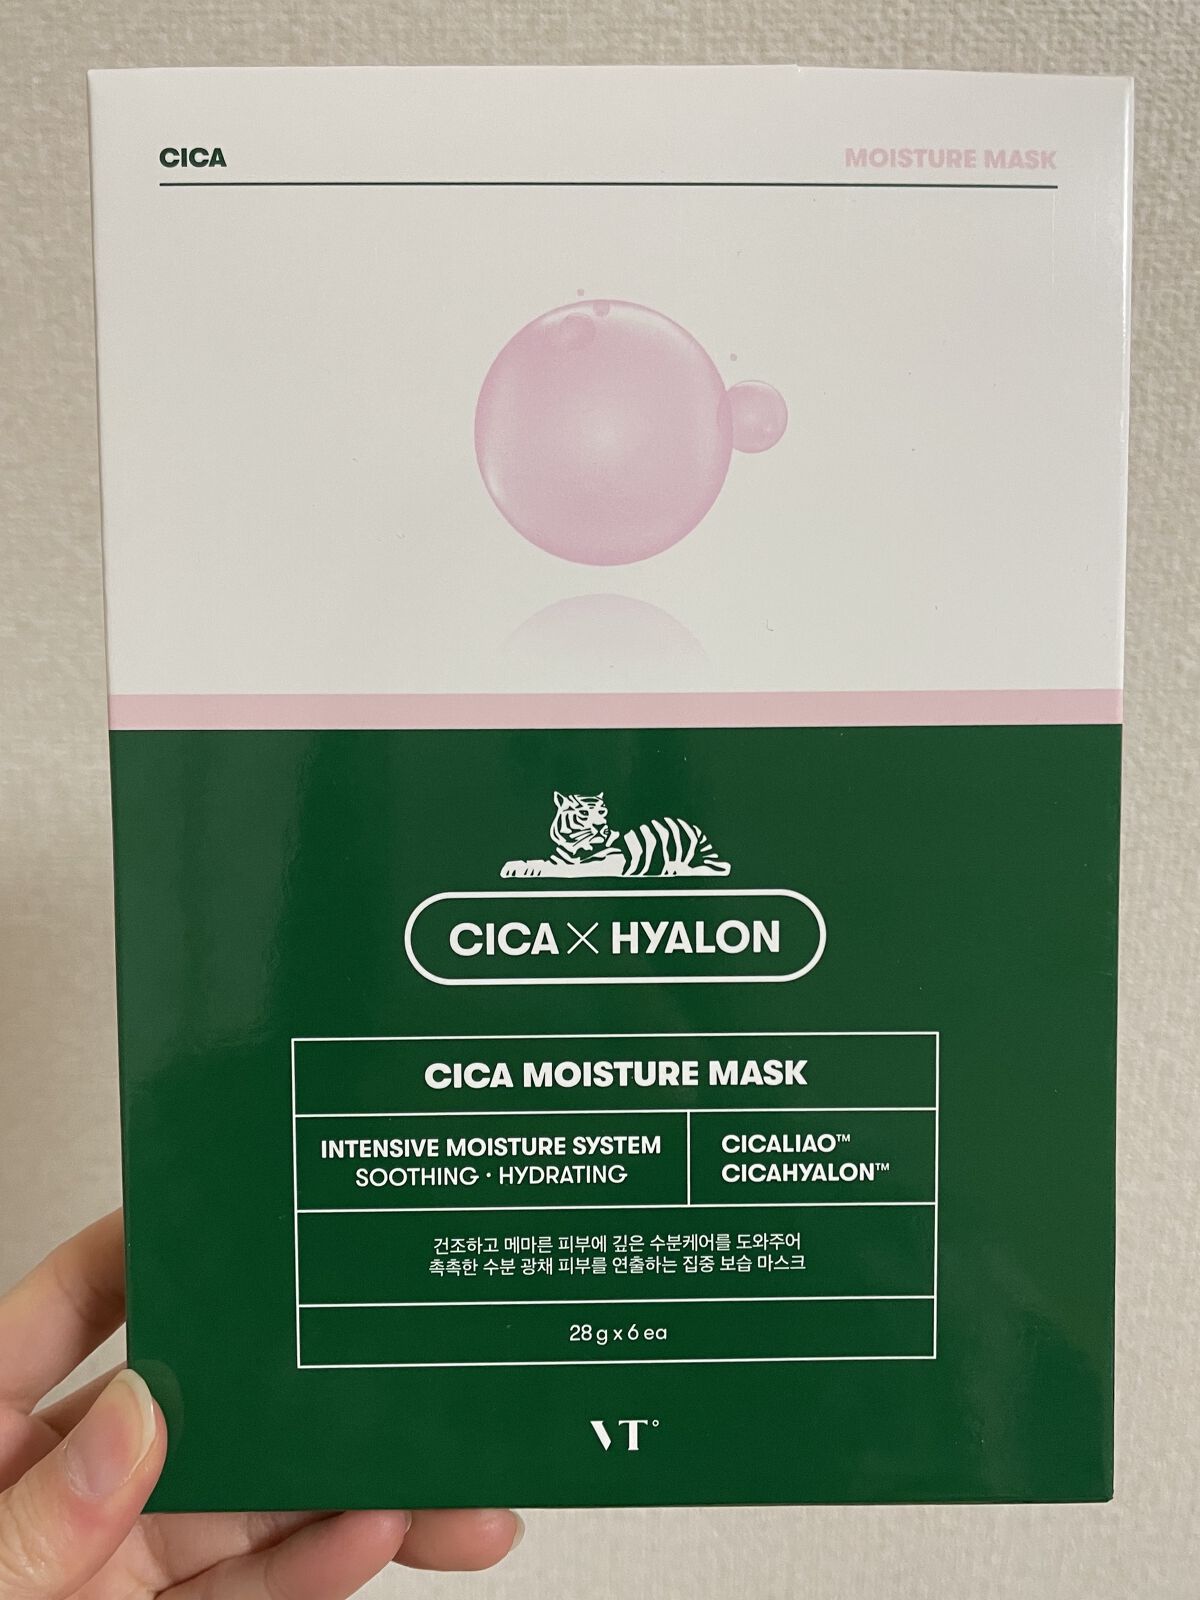 CICA
MOISTURE MASK
CICA × HYALON
CICA MOISTURE MASK
INTENSIVE MOISTURE SYSTEM
SOOTHING · HYDRATING
CICALIAO™
CICAHYALON™
건조하고 메마른 피부에 깊은 수분케어를 도와주어
촉촉한 수분 광채 피부를 연출하는 집중 보습 마스크
28 g x 6 ea
VT°